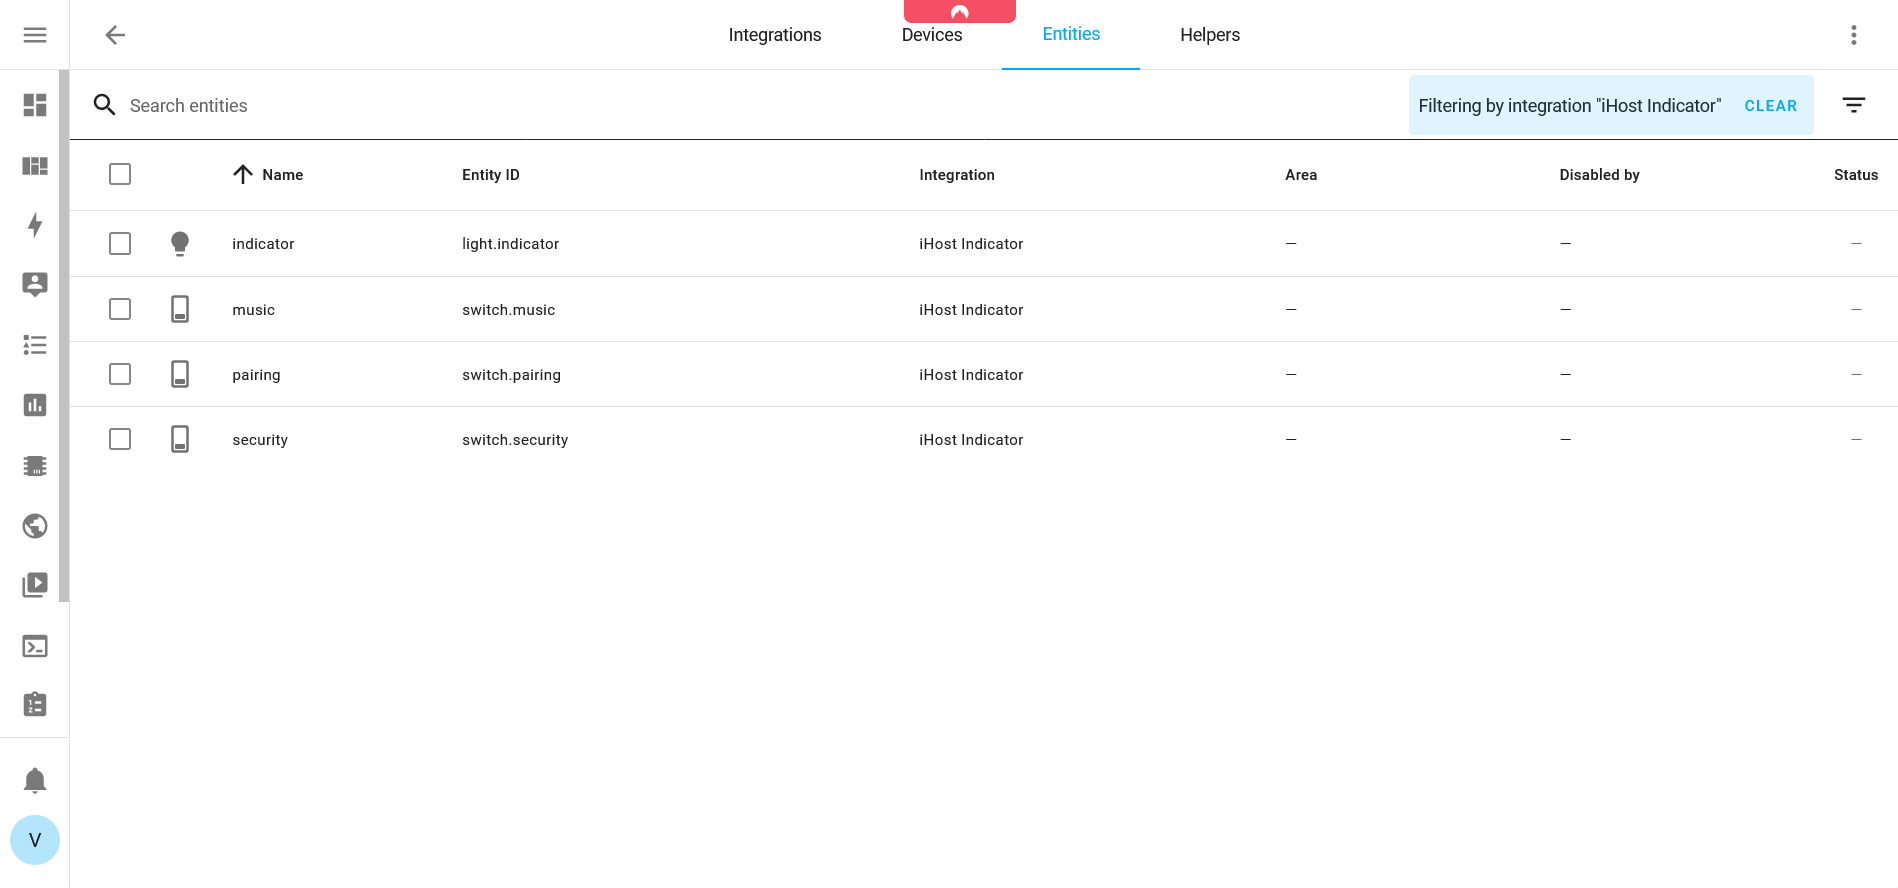 Integrations Devices Entities Helpers
Search entities Filtering by integration "iHost Indicator" CLEAR
Name Entity ID Integration Area Disabled by Status
indicator light.indicator iHost Indicator — — —
music switch.music iHost Indicator — — —
pairing switch.pairing iHost Indicator — — —
security switch.security iHost Indicator — — —
V